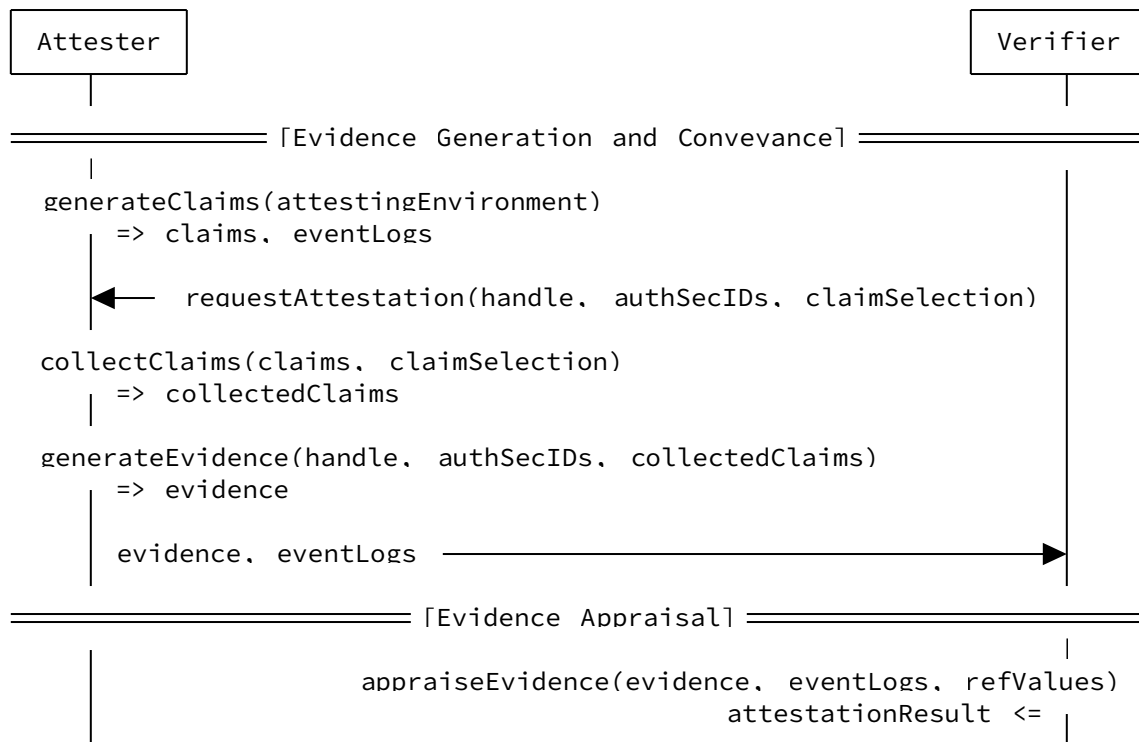 Attester Verifier
[Evidence Generation and Conveyance]
generateClaims(attestingEnvironment)
=> claims, eventLogs
requestAttestation(handle, authSecIDs, claimSelection)
collectClaims(claims, claimSelection)
=> collectedClaims
generateEvidence(handle, authSecIDs, collectedClaims)
=> evidence
evidence, eventLogs
[Evidence Appraisal]
appraiseEvidence(evidence, eventLogs, refValues)
attestationResult <=